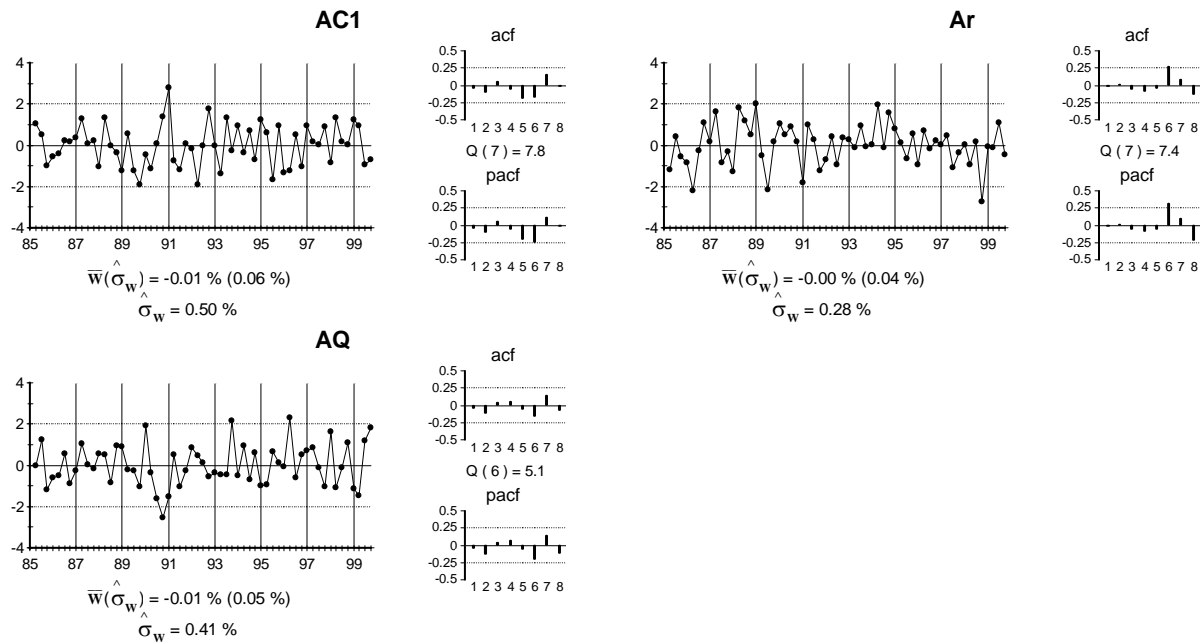 AC1
4
2
0
-2
-4
85 87 89 91 93 95 97 99
W̅(σ̂w) = -0.01 % (0.06 %)
σ̂w = 0.50 %
acf
0.5
0.25
0
-0.25
-0.5
1 2 3 4 5 6 7 8
Q ( 7 ) = 7.8
pacf
0.5
0.25
0
-0.25
-0.5
1 2 3 4 5 6 7 8
Ar
4
2
0
-2
-4
85 87 89 91 93 95 97 99
W̅(σ̂w) = -0.00 % (0.04 %)
σ̂w = 0.28 %
acf
0.5
0.25
0
-0.25
-0.5
1 2 3 4 5 6 7 8
Q ( 7 ) = 7.4
pacf
0.5
0.25
0
-0.25
-0.5
1 2 3 4 5 6 7 8
AQ
4
2
0
-2
-4
85 87 89 91 93 95 97 99
W̅(σ̂w) = -0.01 % (0.05 %)
σ̂w = 0.41 %
acf
0.5
0.25
0
-0.25
-0.5
1 2 3 4 5 6 7 8
Q ( 6 ) = 5.1
pacf
0.5
0.25
0
-0.25
-0.5
1 2 3 4 5 6 7 8